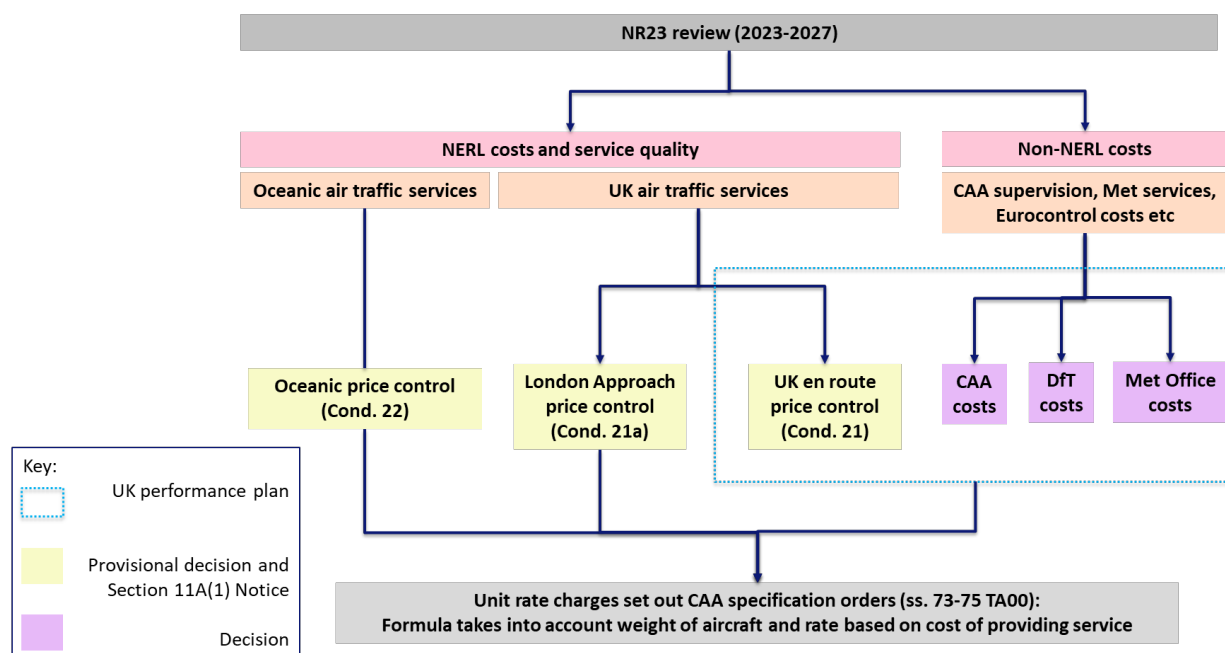 NR23 review (2023-2027)
NERL costs and service quality
Non-NERL costs
Oceanic air traffic services
UK air traffic services
CAA supervision, Met services,
Eurocontrol costs etc
Oceanic price control
(Cond. 22)
London Approach
price control
(Cond. 21a)
UK en route
price control
(Cond. 21)
CAA
costs
DfT
costs
Met Office
costs
Key:
UK performance plan
Provisional decision and
Section 11A(1) Notice
Decision
Unit rate charges set out CAA specification orders (ss. 73-75 TA00):
Formula takes into account weight of aircraft and rate based on cost of providing service